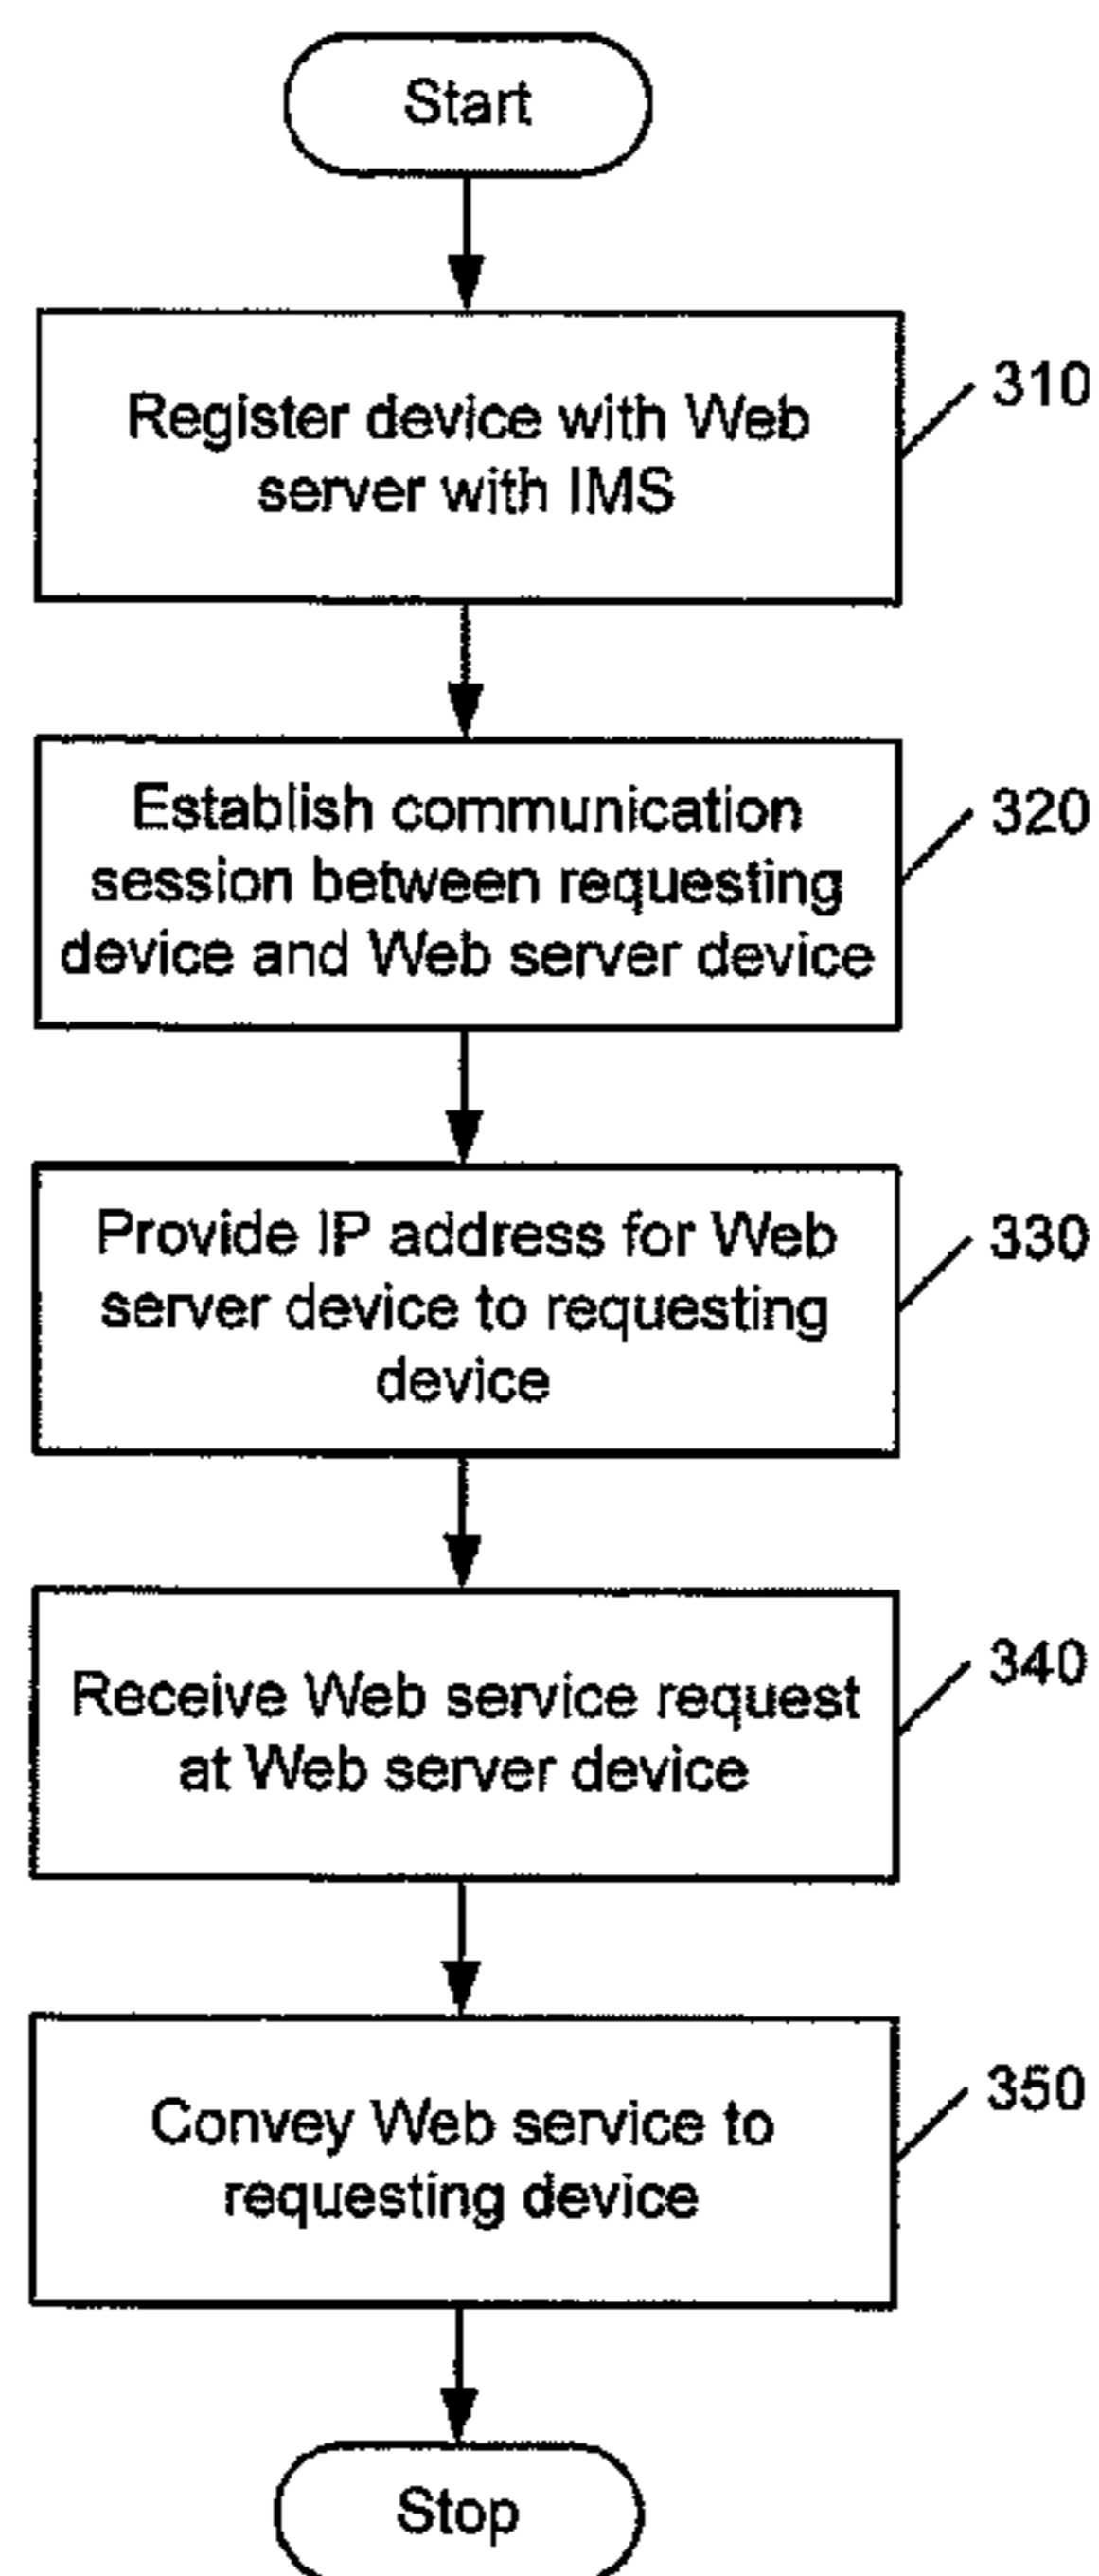 Start
Register device with Web
server with IMS
310
Establish communication
session between requesting
device and Web server device
320
Provide IP address for Web
server device to requesting
device
330
Receive Web service request
at Web server device
340
Convey Web service to
requesting device
350
Stop